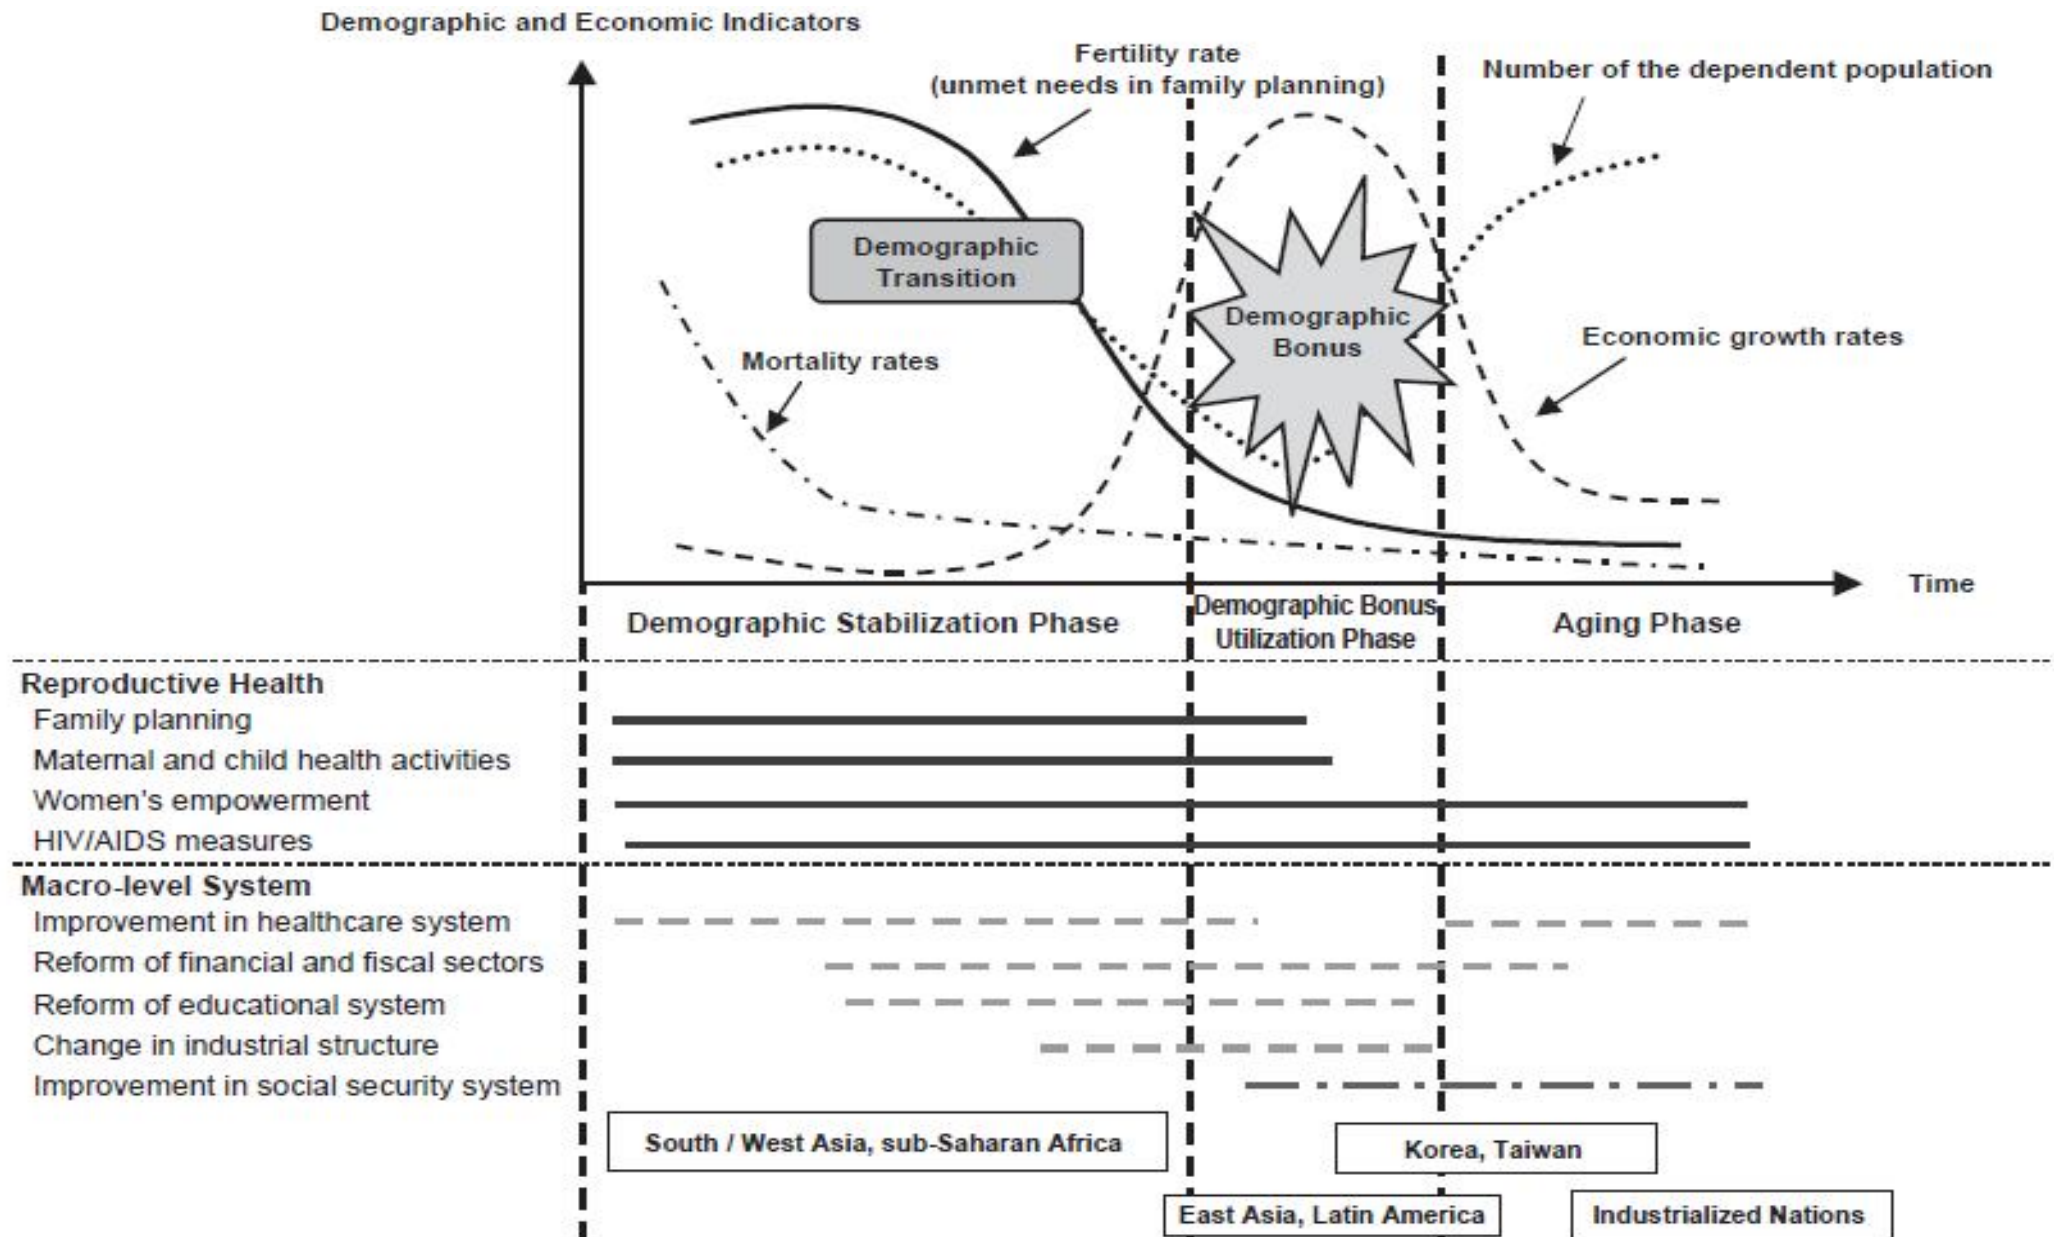 Demographic and Economic Indicators
Fertility rate
(unmet needs in family planning)
Number of the dependent population
Demographic
Transition
Demographic
Bonus
Mortality rates
Economic growth rates
Time
Demographic Stabilization Phase
Demographic Bonus
Utilization Phase
Aging Phase
Reproductive Health
Family planning
Maternal and child health activities
Women's empowerment
HIV/AIDS measures
Macro-level System
Improvement in healthcare system
Reform of financial and fiscal sectors
Reform of educational system
Change in industrial structure
Improvement in social security system
South / West Asia, sub-Saharan Africa
Korea, Taiwan
East Asia, Latin America
Industrialized Nations